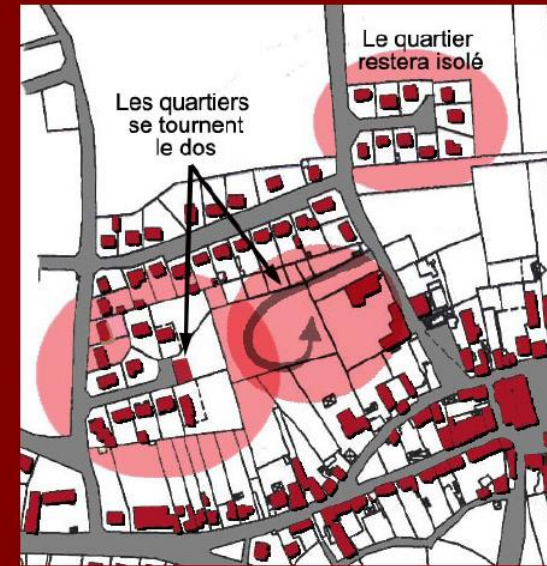 Le quartier
restera isolé
Les quartiers
se tournent
le dos